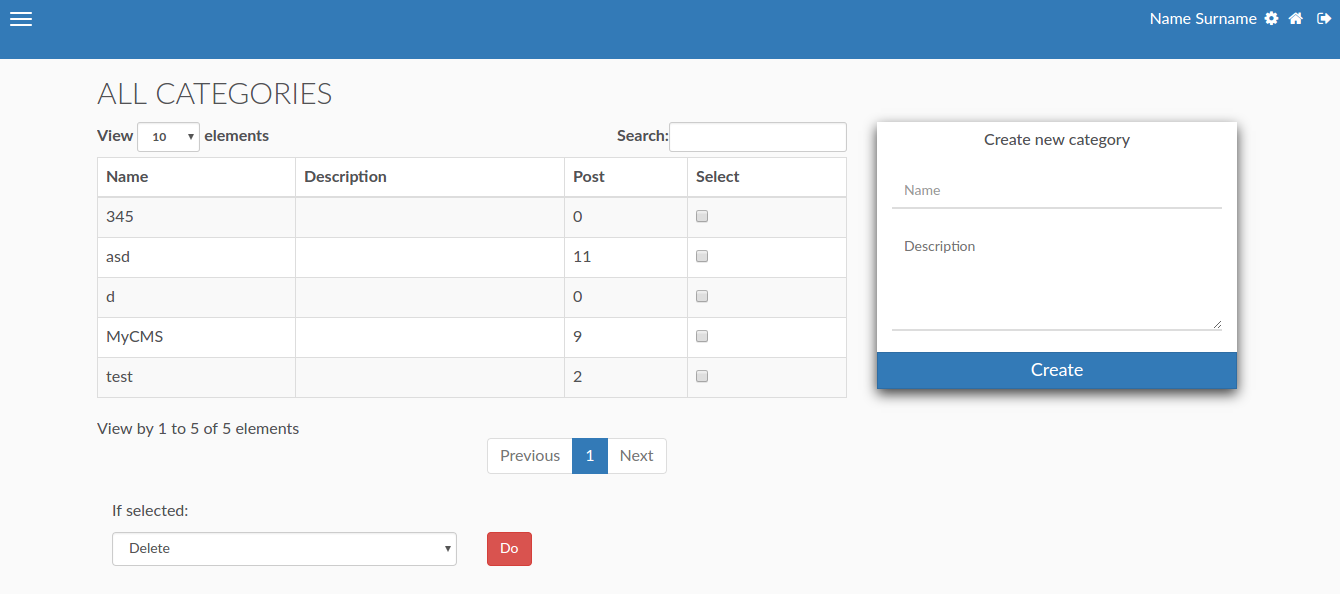 Name Surname
ALL CATEGORIES
View 10 elements
Search:
Name Description Post Select
345 0
asd 11
d 0
MyCMS 9
test 2
View by 1 to 5 of 5 elements
Previous 1 Next
If selected:
Delete Do
Create new category
Name
Description
Create